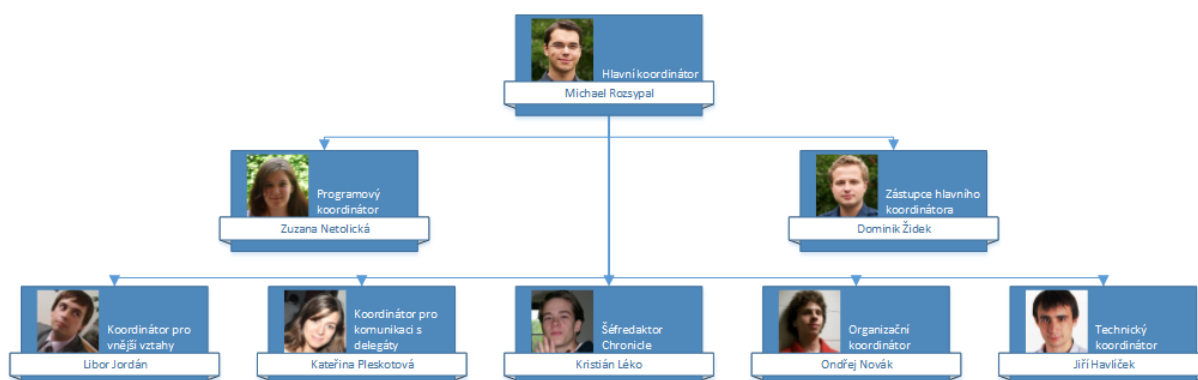 Hlavní koordinátor
Michael Rozsypal
Programový
koordinátor
Zuzana Netolická
Zástupce hlavního
koordinátora
Dominik Židek
Koordinátor pro
vnější vztahy
Libor Jordán
Koordinátor pro
komunikaci s
delegáty
Kateřina Pleskotová
Šéfredaktor
Chronicle
Kristián Léko
Organizační
koordinátor
Ondřej Novák
Technický
koordinátor
Jiří Havlíček